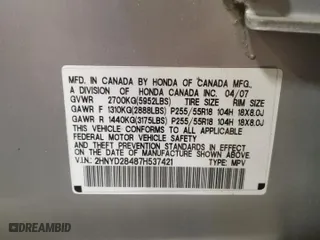 MFD. IN CANADA BY HONDA OF CANADA MFG.
A DIVISION OF HONDA CANADA INC. 04/07
GVWR 2700KG(5952LBS) TIRE SIZE RIM SIZE
GAWR F 1310KG(2888LBS) P255/55R18 104H 18X8.0J
GAWR R 1440KG(3175LBS) P255/55R18 104H 18X8.0J
THIS VEHICLE CONFORMS TO ALL APPLICABLE
FEDERAL MOTOR VEHICLE SAFETY
AND THEFT PREVENTION STANDARDS IN EFFECT
ON THE DATE OF MANUFACTURE SHOWN ABOVE.
V.I.N.: 2HNYD28487H537421 TYPE: MPV